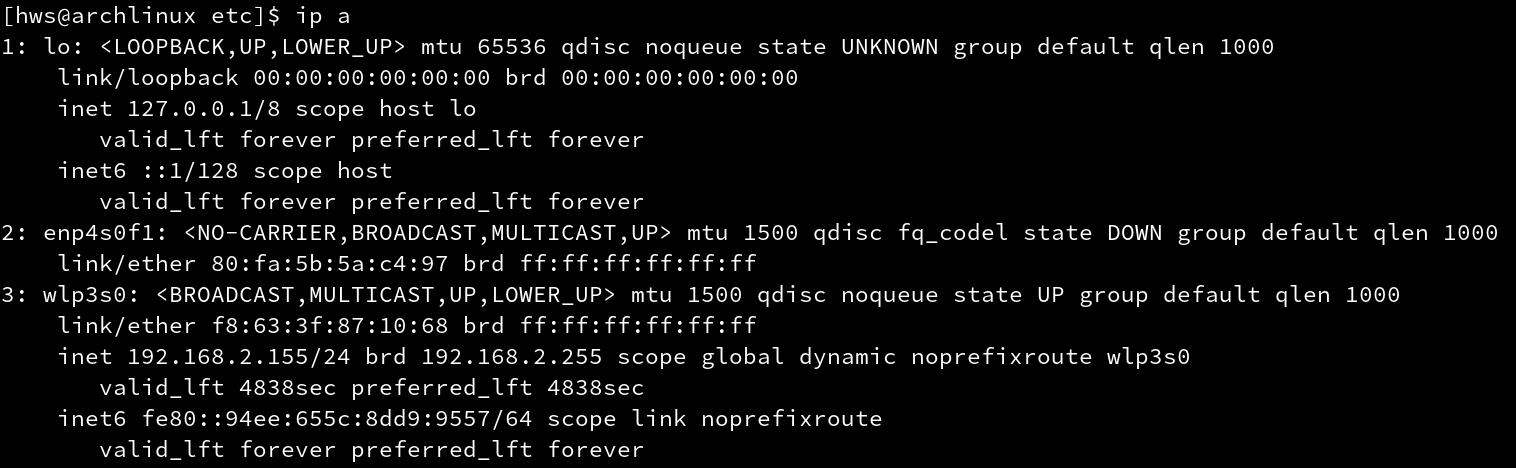 [hws@archlinux etc]$ ip a
1: lo: <LOOPBACK,UP,LOWER_UP> mtu 65536 qdisc noqueue state UNKNOWN group default qlen 1000
    link/loopback 00:00:00:00:00:00 brd 00:00:00:00:00:00
    inet 127.0.0.1/8 scope host lo
       valid_lft forever preferred_lft forever
    inet6 ::1/128 scope host
       valid_lft forever preferred_lft forever
2: enp4s0f1: <NO-CARRIER,BROADCAST,MULTICAST,UP> mtu 1500 qdisc fq_codel state DOWN group default qlen 1000
    link/ether 80:fa:5b:5a:c4:97 brd ff:ff:ff:ff:ff:ff
3: wlp3s0: <BROADCAST,MULTICAST,UP,LOWER_UP> mtu 1500 qdisc noqueue state UP group default qlen 1000
    link/ether f8:63:3f:87:10:68 brd ff:ff:ff:ff:ff:ff
    inet 192.168.2.155/24 brd 192.168.2.255 scope global dynamic noprefixroute wlp3s0
       valid_lft 4838sec preferred_lft 4838sec
    inet6 fe80::94ee:655c:8dd9:9557/64 scope link noprefixroute
       valid_lft forever preferred_lft forever